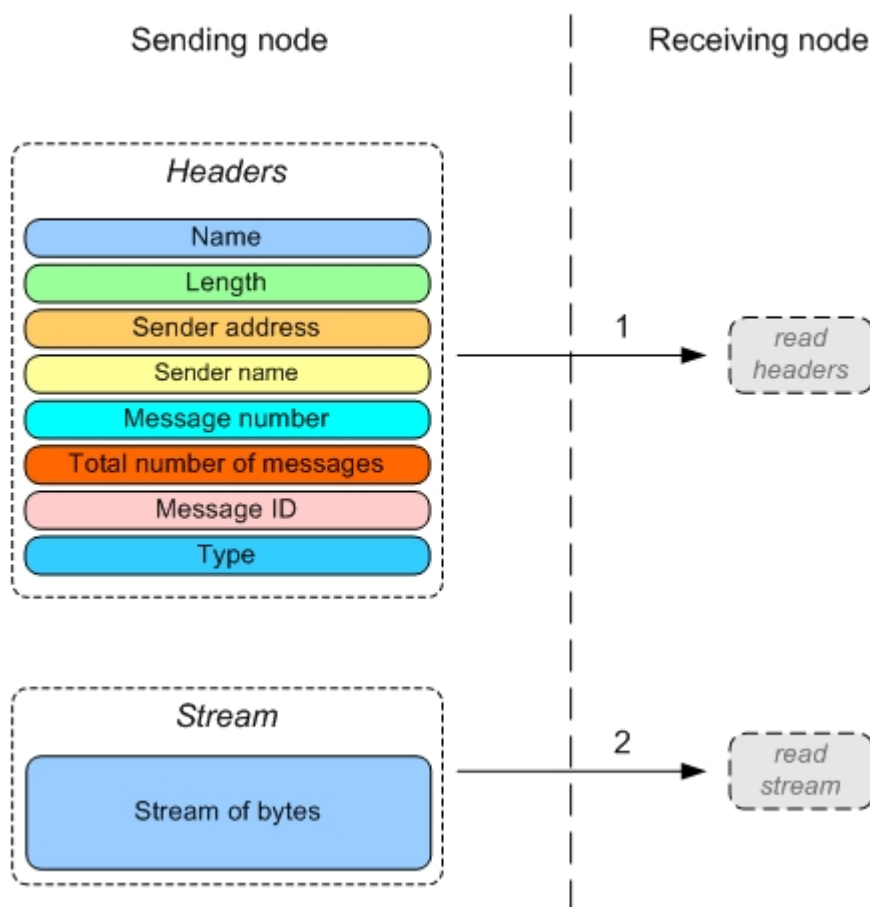 Sending node
Receiving node
Headers
Name
Length
Sender address
Sender name
Message number
Total number of messages
Message ID
Type
1
read
headers
Stream
Stream of bytes
2
read
stream